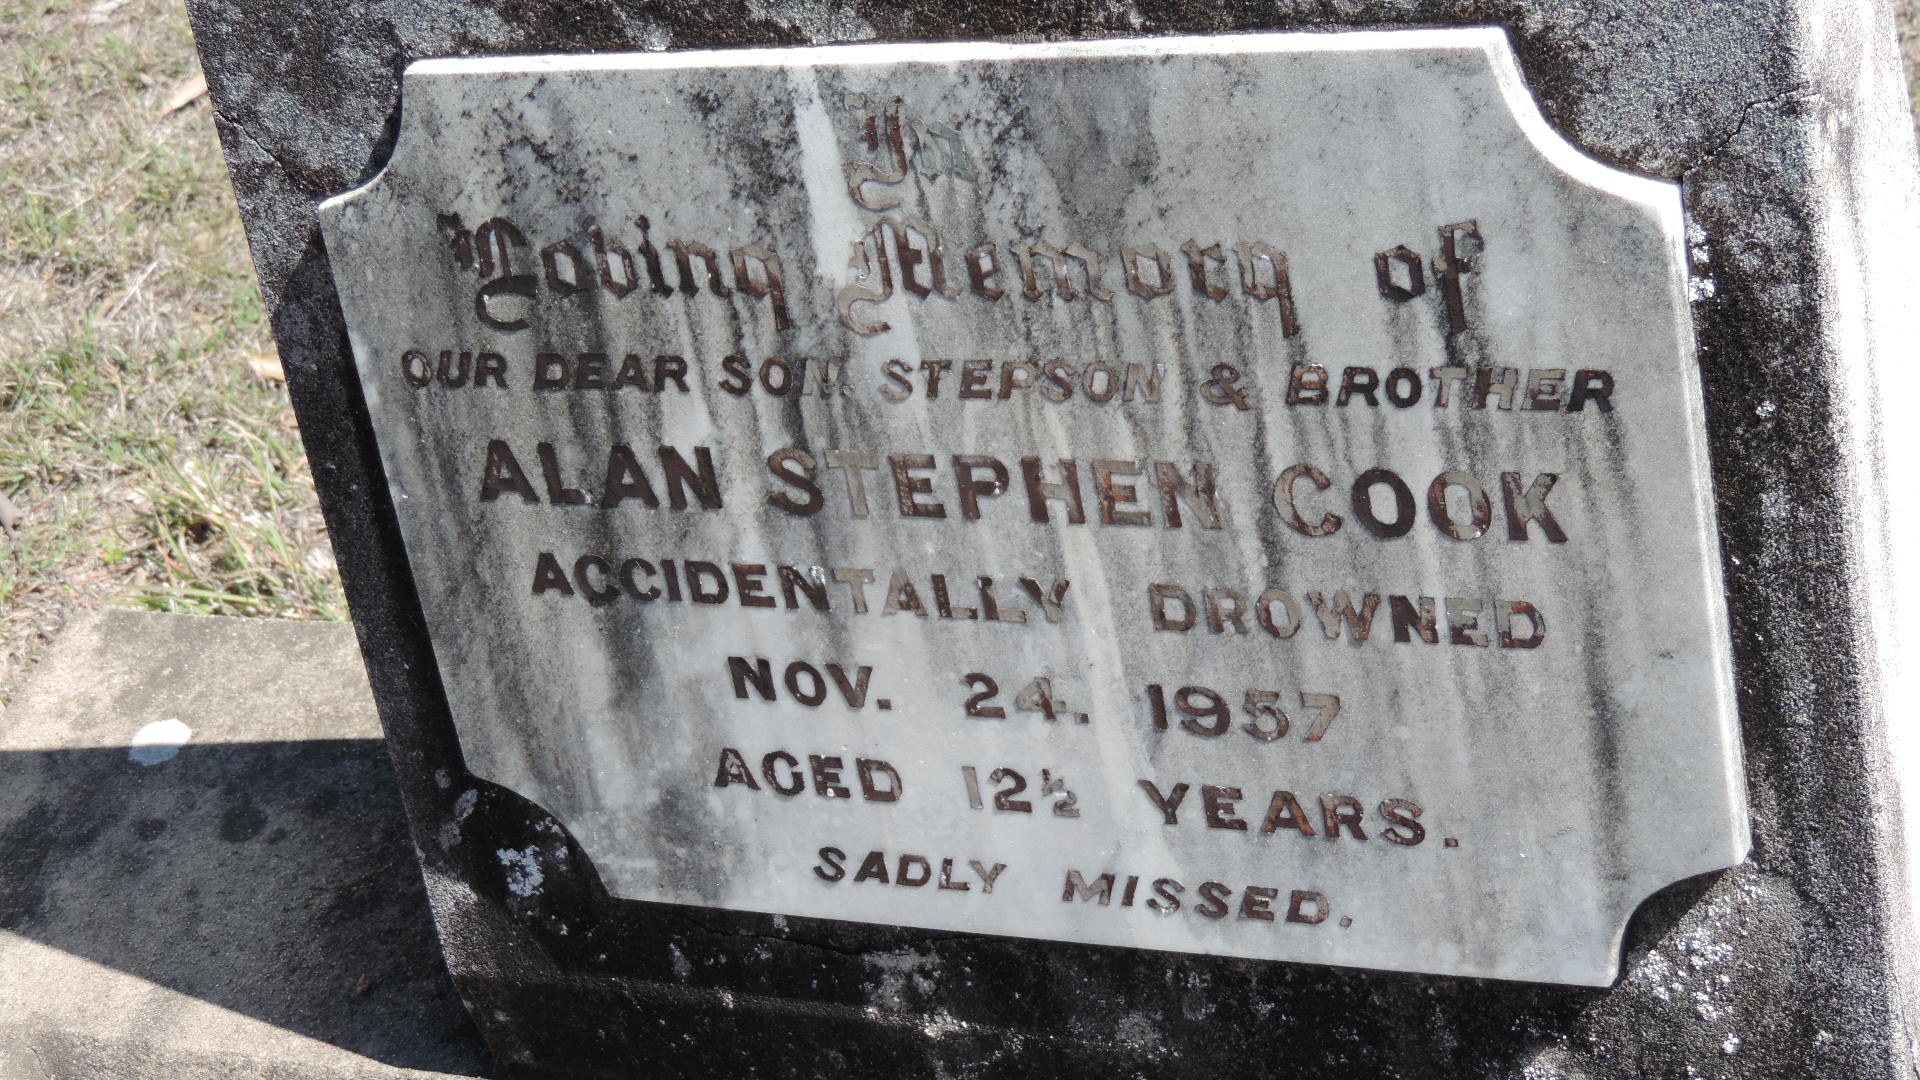 In
Loving Memory of
OUR DEAR SON, STEPSON & BROTHER
ALAN STEPHEN COOK
ACCIDENTALLY DROWNED
NOV. 24. 1957
AGED 12½ YEARS.
SADLY MISSED.